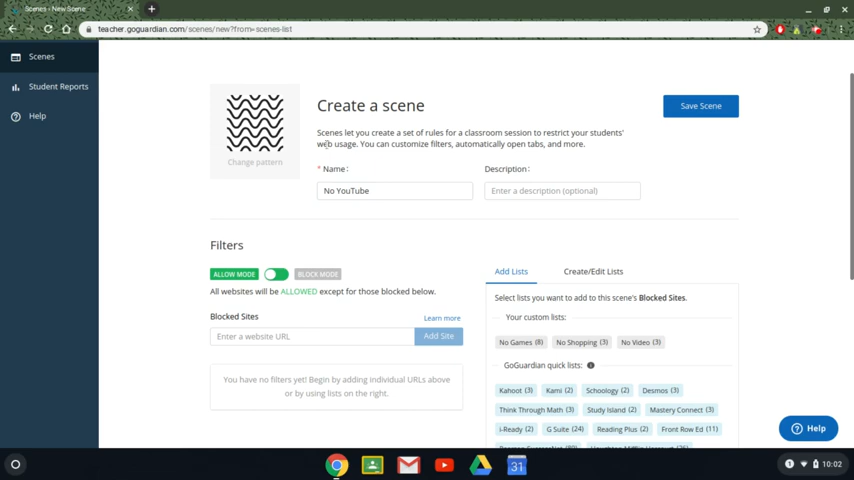 Scenes - New Scene
teacher.goguardian.com/scenes/new?from=scenes-list
Scenes
Student Reports
Help
Change pattern
Create a scene
Save Scene
Scenes let you create a set of rules for a classroom session to restrict your students'
web usage. You can customize filters, automatically open tabs, and more.
* Name:
Description:
No YouTube
Enter a description (optional)
Filters
ALLOW MODE
BLOCK MODE
All websites will be ALLOWED except for those blocked below.
Blocked Sites
Learn more
Enter a website URL
Add Site
You have no filters yet! Begin by adding individual URLs above
or by using lists on the right.
Add Lists
Create/Edit Lists
Select lists you want to add to this scene's Blocked Sites.
Your custom lists:
No Games (8)
No Shopping (3)
No Video (3)
GoGuardian quick lists:
Kahoot (3)
Kami (2)
Schoology (2)
Desmos (3)
Think Through Math (3)
Study Island (2)
Mastery Connect (3)
i-Ready (2)
G Suite (24)
Reading Plus (2)
Front Row Ed (11)
Help
31
1
10:02